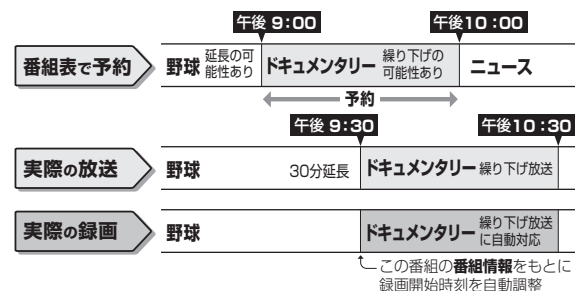 午後 9:00 午後10:00
番組表で予約 野球 延長の可能性あり ドキュメンタリー 繰り下げの可能性あり ニュース
予約
午後 9:30 午後10:30
実際の放送 野球 30分延長 ドキュメンタリー 繰り下げ放送
実際の録画 野球 ドキュメンタリー 繰り下げ放送に自動対応
この番組の番組情報をもとに
録画開始時刻を自動調整